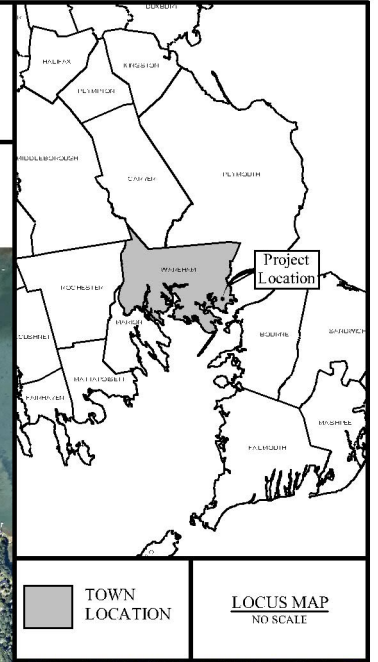 DUXBURY
HALIFAX
KINGSTON
PLYMPTON
MIDDLEBOROUGH
CARVER
PLYMOUTH
WAREHAM
Project
Location
ROCHESTER
MARION
BOURNE
SANDWICH
CUSHNET
MATTAPOISETT
FAIRHAVEN
MASHPEE
FALMOUTH
TOWN
LOCATION
LOCUS MAP
NO SCALE